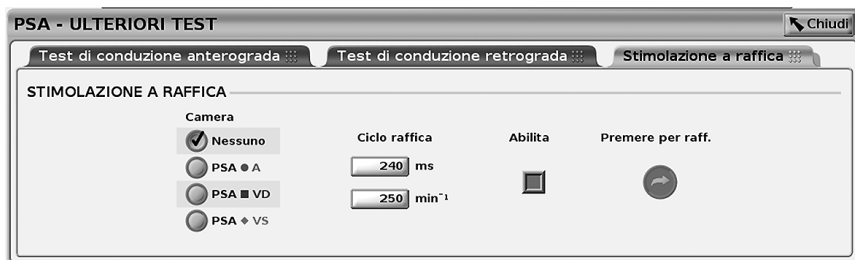 PSA - ULTERIORI TEST
Chiudi
Test di conduzione anterograda
Test di conduzione retrograda
Stimolazione a raffica
STIMOLAZIONE A RAFFICA
Camera
Nessuno
PSA ● A
PSA ■ VD
PSA ◆ VS
Ciclo raffica
240 ms
250 min⁻¹
Abilita
Premere per raff.